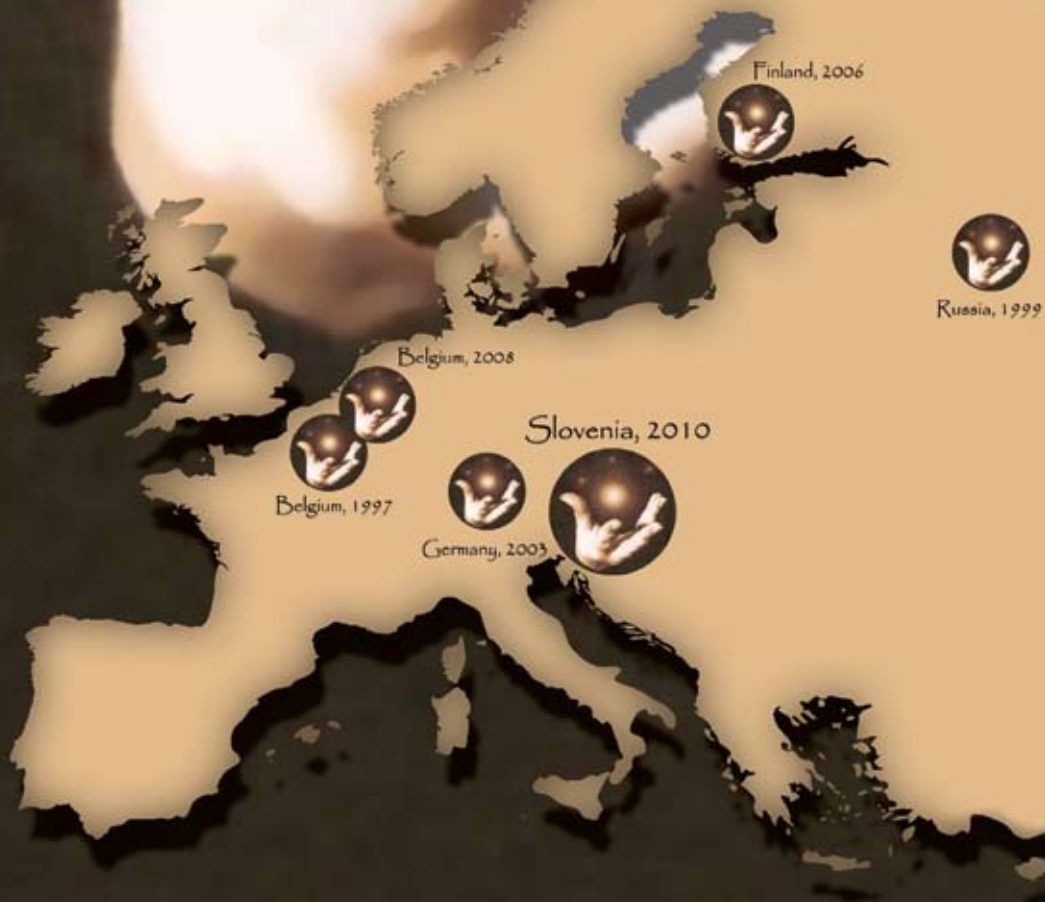 Finland, 2006
Russia, 1999
Belgium, 2008
Slovenia, 2010
Belgium, 1997
Germany, 2003